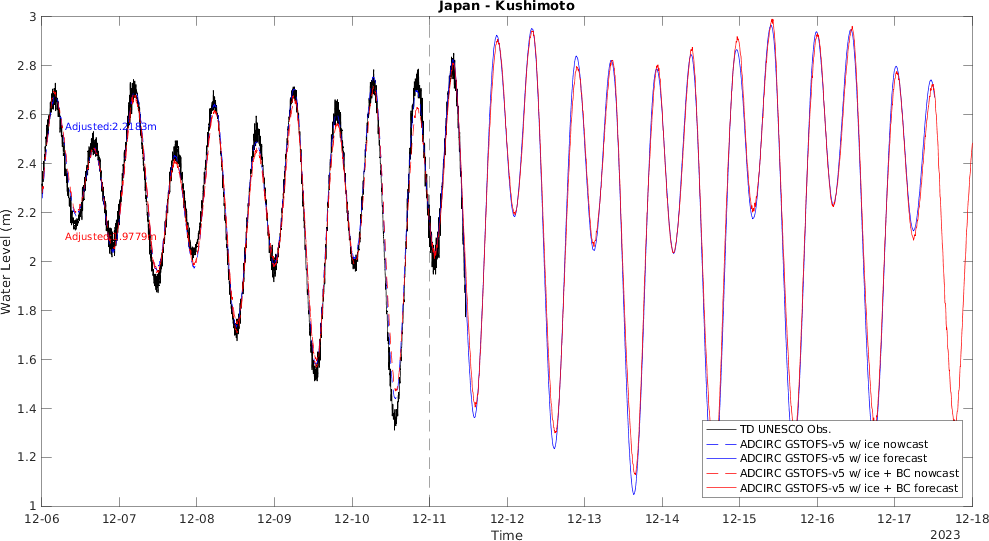 Japan - Kushimoto
3
2.8
2.6
2.4
2.2
2
1.8
1.6
1.4
1.2
1
Water Level (m)
Adjusted:2.2183m
TD UNESCO Obs.
ADCIRC GSTOFS-v5 w/ ice nowcast
ADCIRC GSTOFS-v5 w/ ice forecast
ADCIRC GSTOFS-v5 w/ ice + BC nowcast
ADCIRC GSTOFS-v5 w/ ice + BC forecast
12-06 12-07 12-08 12-09 12-10 12-11 12-12 12-13 12-14 12-15 12-16 12-17 12-18
Time
2023